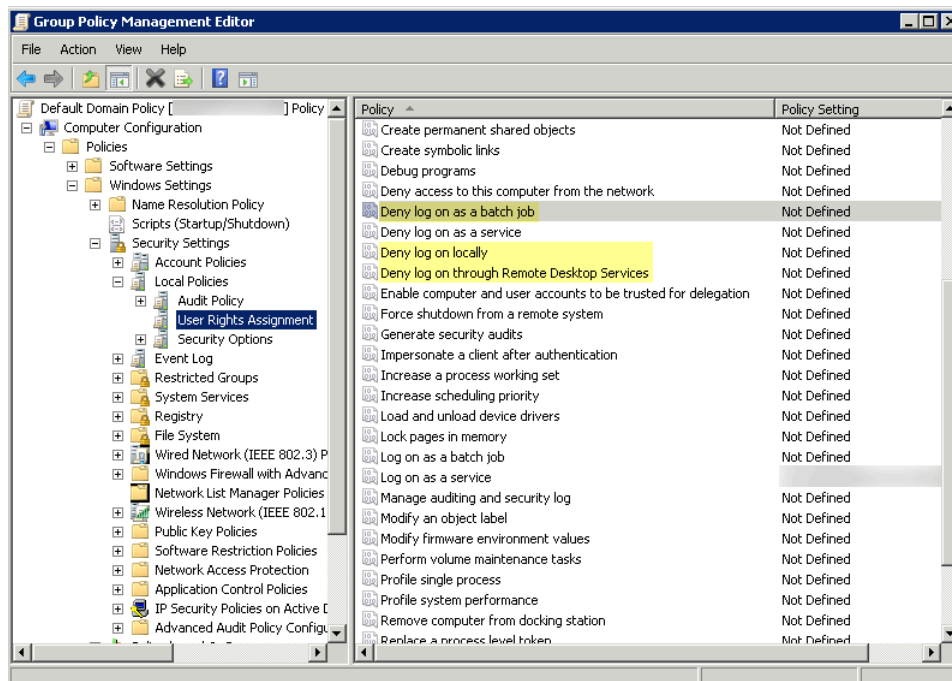 Group Policy Management Editor
File Action View Help
Default Domain Policy [ ] Policy
Computer Configuration
Policies
Software Settings
Windows Settings
Name Resolution Policy
Scripts (Startup/Shutdown)
Security Settings
Account Policies
Local Policies
Audit Policy
User Rights Assignment
Security Options
Event Log
Restricted Groups
System Services
Registry
File System
Wired Network (IEEE 802.3) P
Windows Firewall with Advanc
Network List Manager Policies
Wireless Network (IEEE 802.1
Public Key Policies
Software Restriction Policies
Network Access Protection
Application Control Policies
IP Security Policies on Active D
Advanced Audit Policy Configu
Policy Policy Setting
Create permanent shared objects Not Defined
Create symbolic links Not Defined
Debug programs Not Defined
Deny access to this computer from the network Not Defined
Deny log on as a batch job Not Defined
Deny log on as a service Not Defined
Deny log on locally Not Defined
Deny log on through Remote Desktop Services Not Defined
Enable computer and user accounts to be trusted for delegation Not Defined
Force shutdown from a remote system Not Defined
Generate security audits Not Defined
Impersonate a client after authentication Not Defined
Increase a process working set Not Defined
Increase scheduling priority Not Defined
Load and unload device drivers Not Defined
Lock pages in memory Not Defined
Log on as a batch job Not Defined
Log on as a service
Manage auditing and security log Not Defined
Modify an object label Not Defined
Modify firmware environment values Not Defined
Perform volume maintenance tasks Not Defined
Profile single process Not Defined
Profile system performance Not Defined
Remove computer from docking station Not Defined
Replace a process level token Not Defined